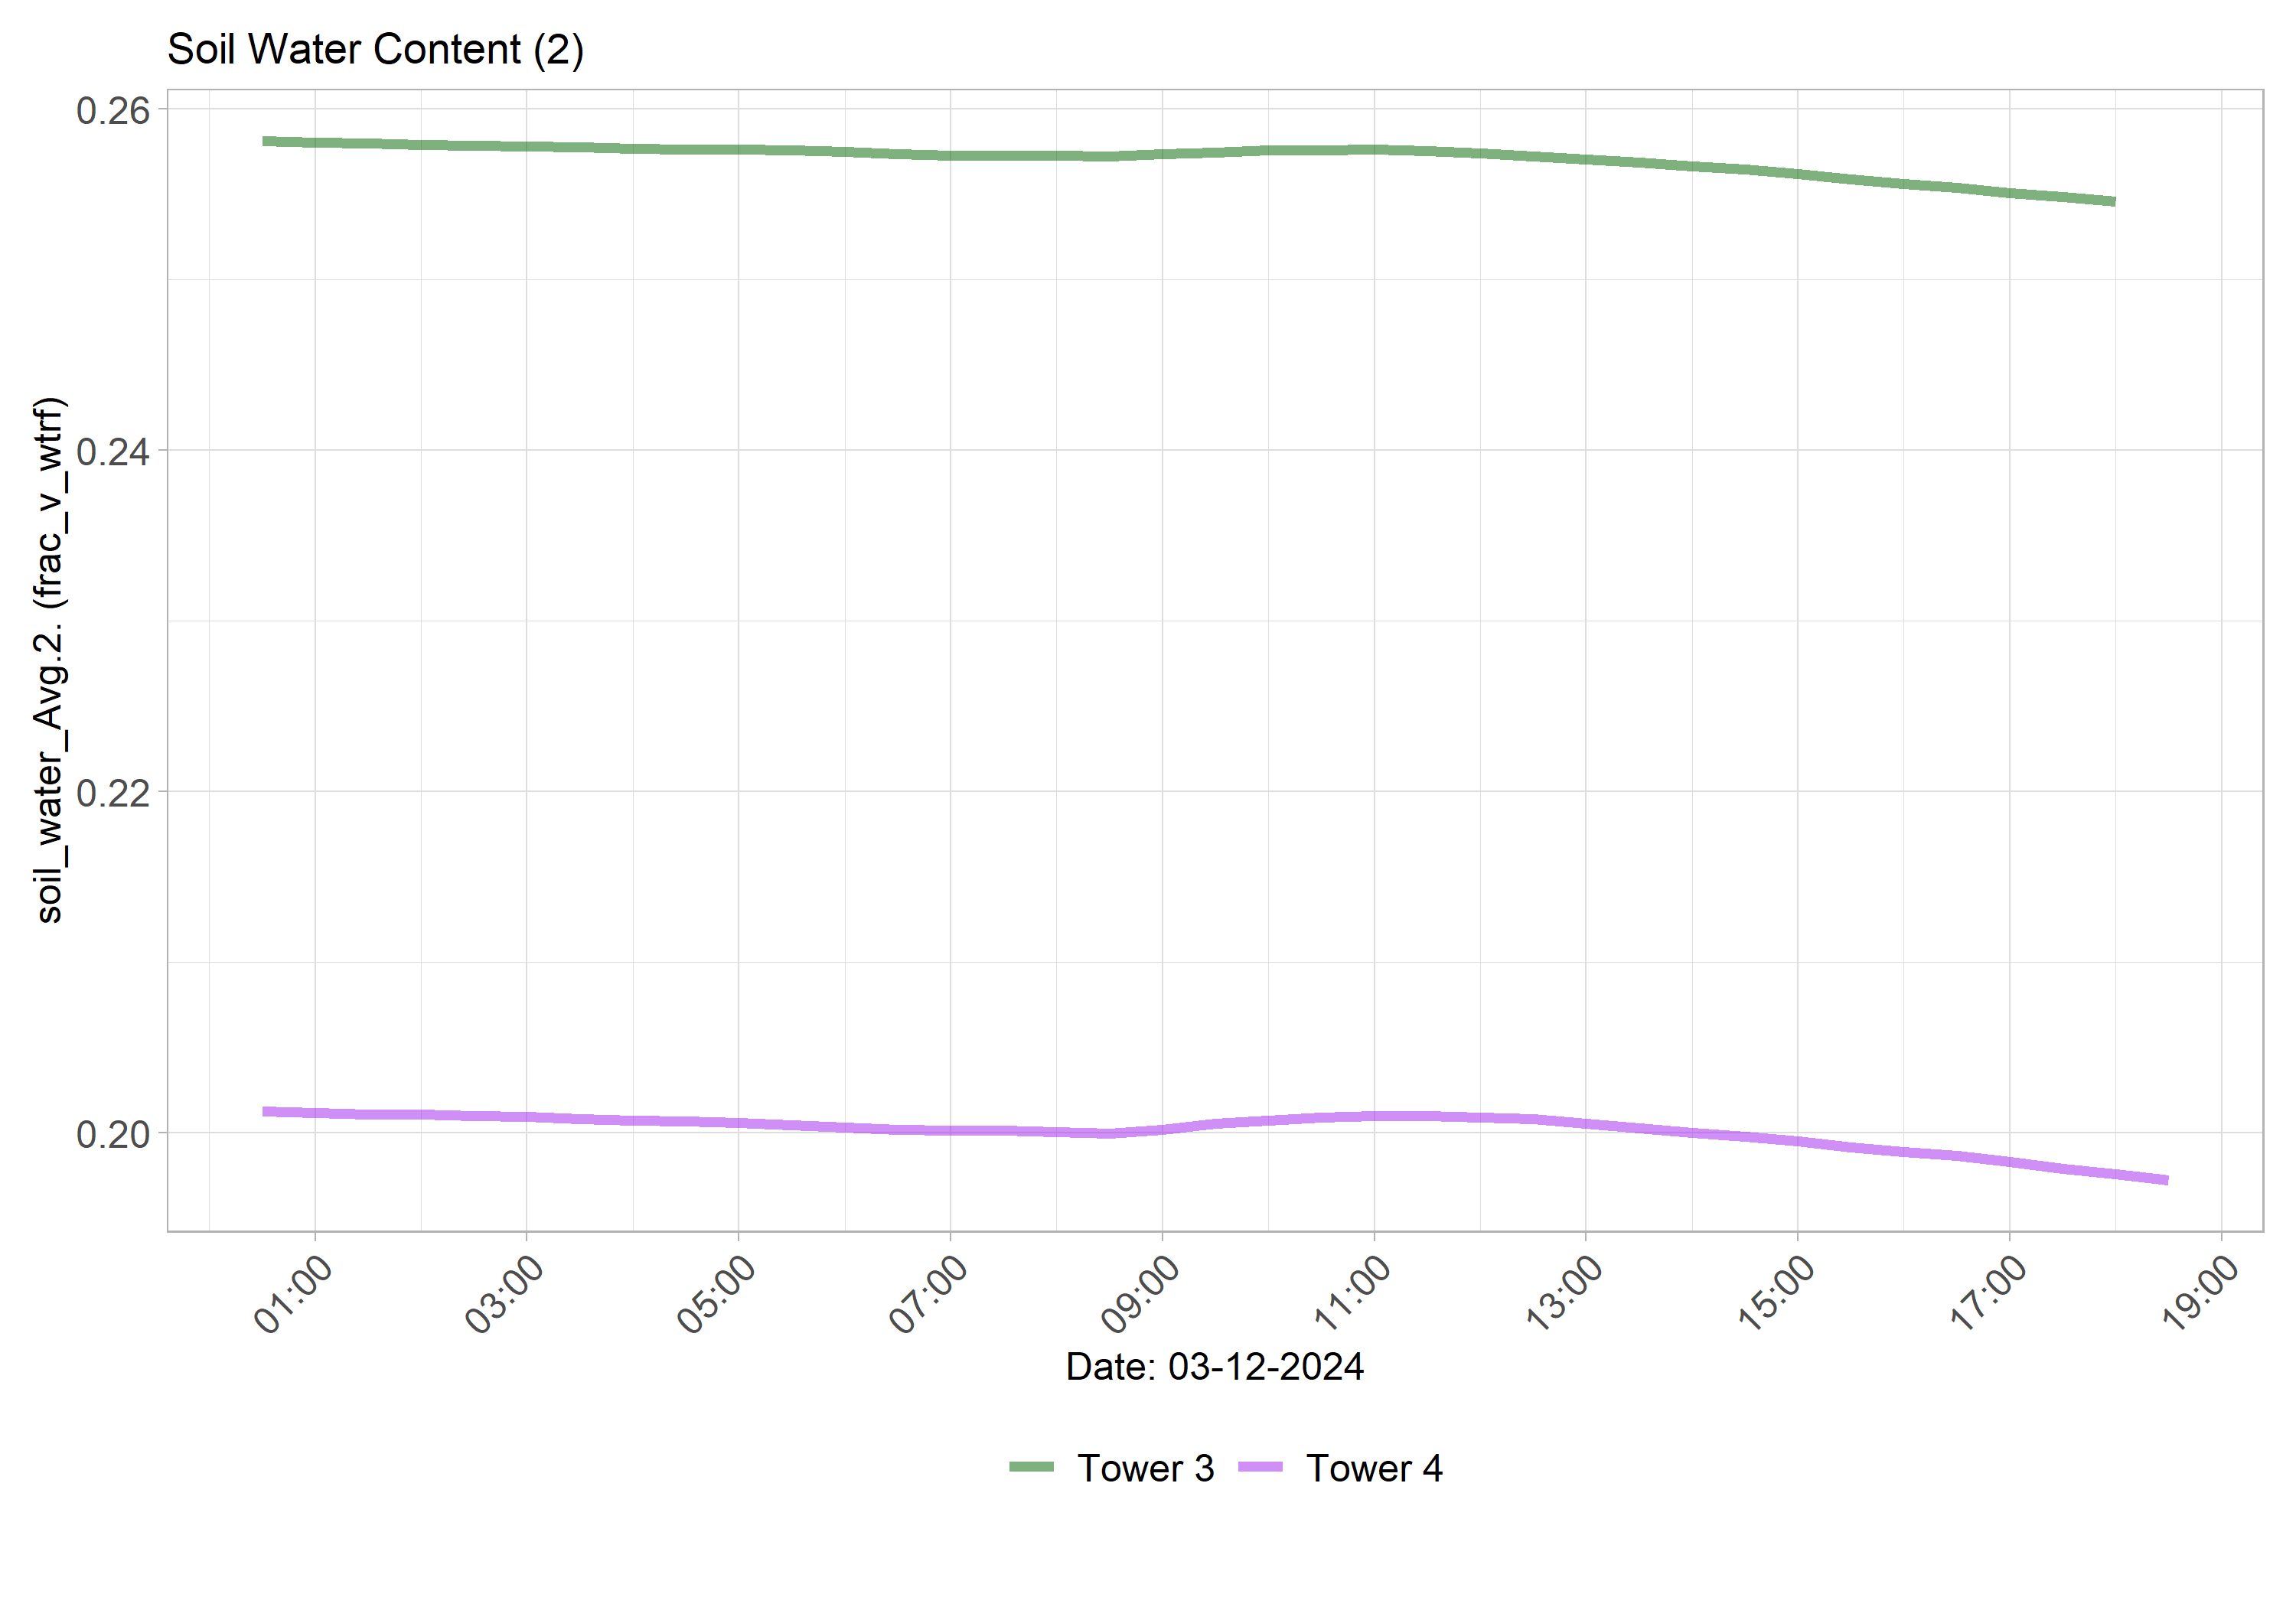 Soil Water Content (2)
0.26
0.24
0.22
0.20
soil_water_Avg.2. (frac_v_wtrf)
01:00
03:00
05:00
07:00
09:00
11:00
13:00
15:00
17:00
19:00
Date: 03-12-2024
Tower 3
Tower 4